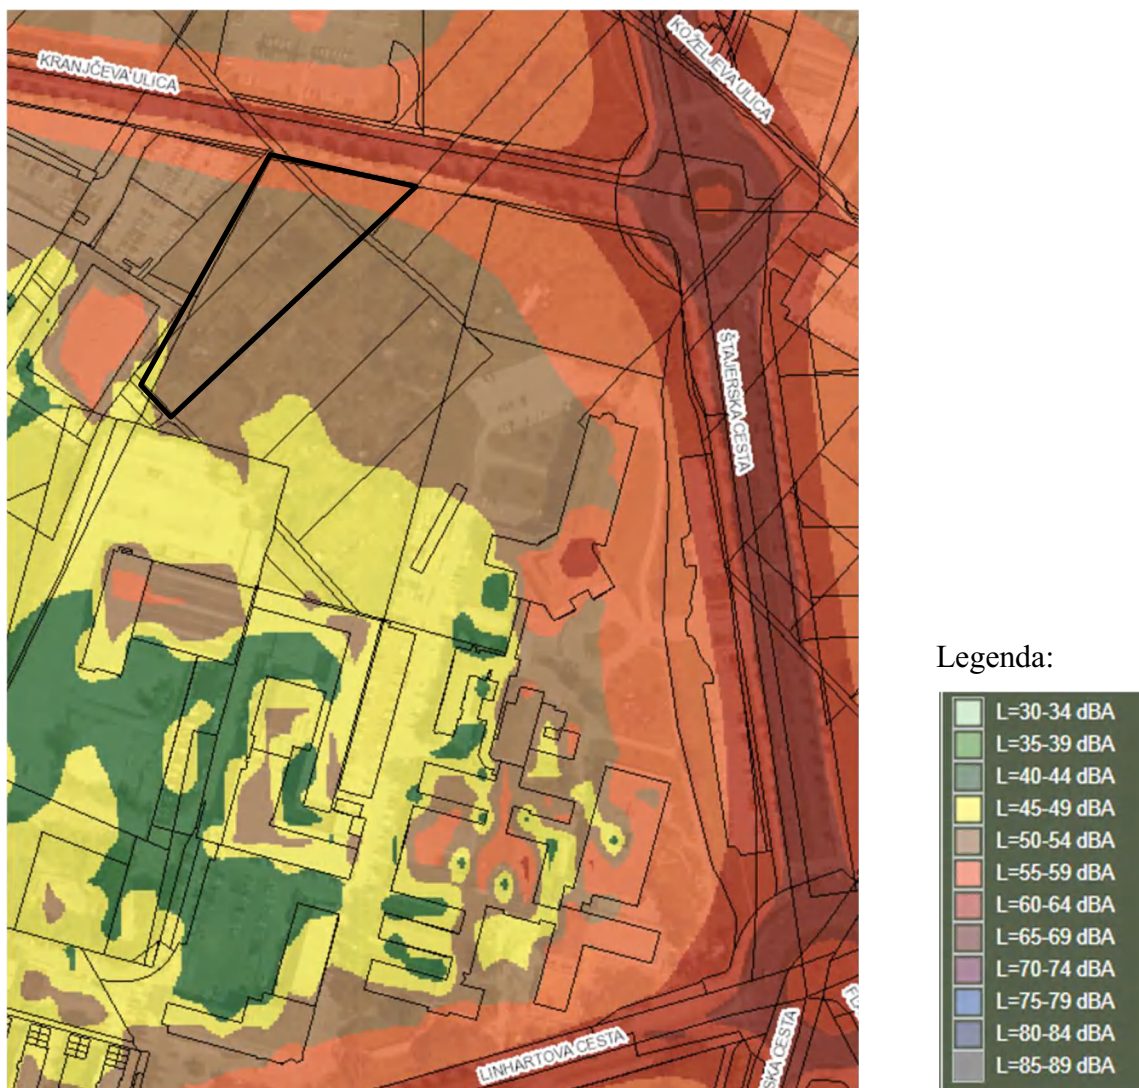 KRANJČEVA ULICA
KOŽELJEVA ULICA
ŠTAJERSKA CESTA
LINHARTOVA CESTA
SKA CESTA
Legenda:
L=30-34 dBA
L=35-39 dBA
L=40-44 dBA
L=45-49 dBA
L=50-54 dBA
L=55-59 dBA
L=60-64 dBA
L=65-69 dBA
L=70-74 dBA
L=75-79 dBA
L=80-84 dBA
L=85-89 dBA